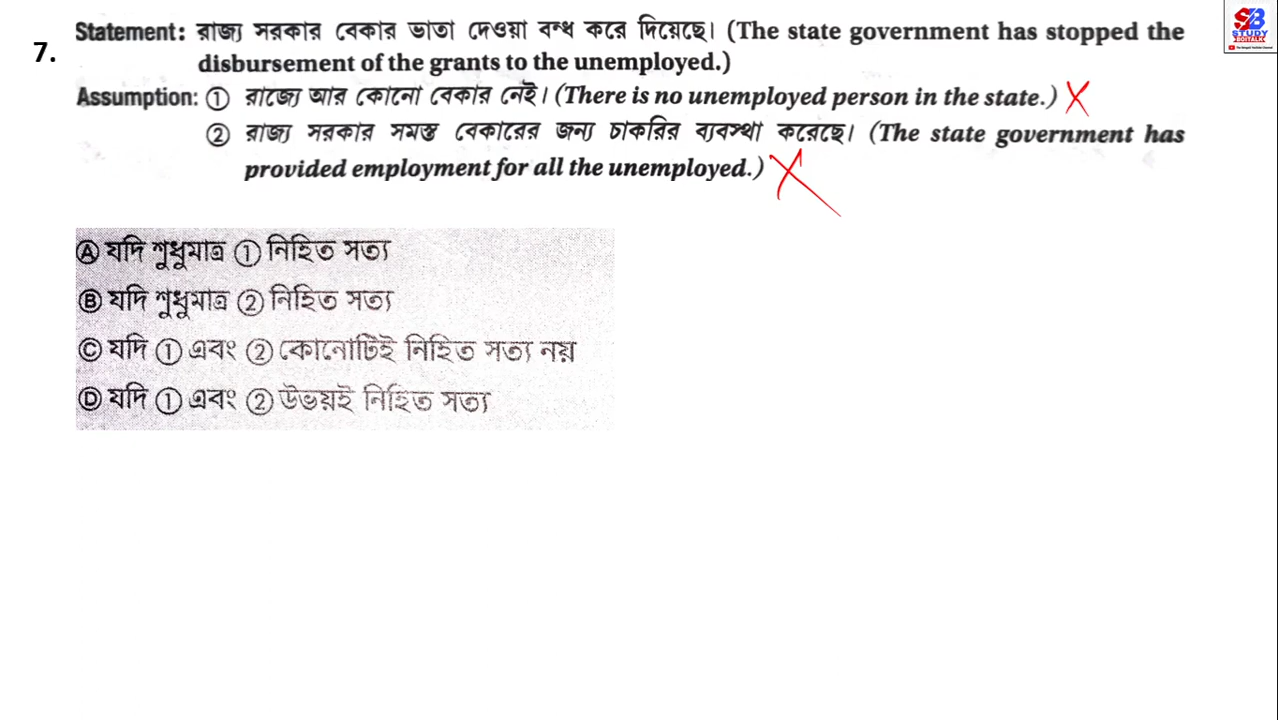 SB
STUDY
BOITALK
7.
Statement: রাজ্য সরকার বেকার ভাতা দেওয়া বন্ধ করে দিয়েছে। (The state government has stopped the
disbursement of the grants to the unemployed.)
Assumption: ① রাজ্যে আর কোনো বেকার নেই। (There is no unemployed person in the state.)
② রাজ্য সরকার সমস্ত বেকারের জন্য চাকরির ব্যবস্থা করেছে। (The state government has
provided employment for all the unemployed.)
Ⓐ যদি শুধুমাত্র ① নিহিত সত্য
Ⓑ যদি শুধুমাত্র ② নিহিত সত্য
Ⓒ যদি ① এবং ② কোনোটিই নিহিত সত্য নয়
Ⓓ যদি ① এবং ② উভয়ই নিহিত সত্য